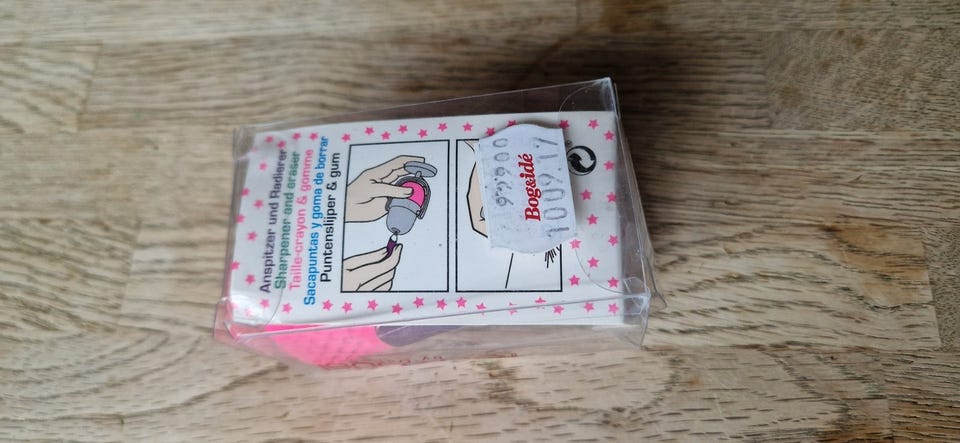 Anspitzer und Radierer
Sharpener and eraser
Taille-crayon & gomme
Sacapuntas y goma de borrar
Puntenslijper & gum
Bog&idé